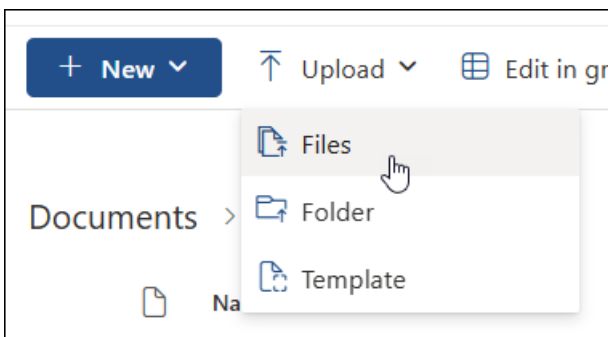 + New Upload Edit in gr
Files
Folder
Documents >
Template
Na